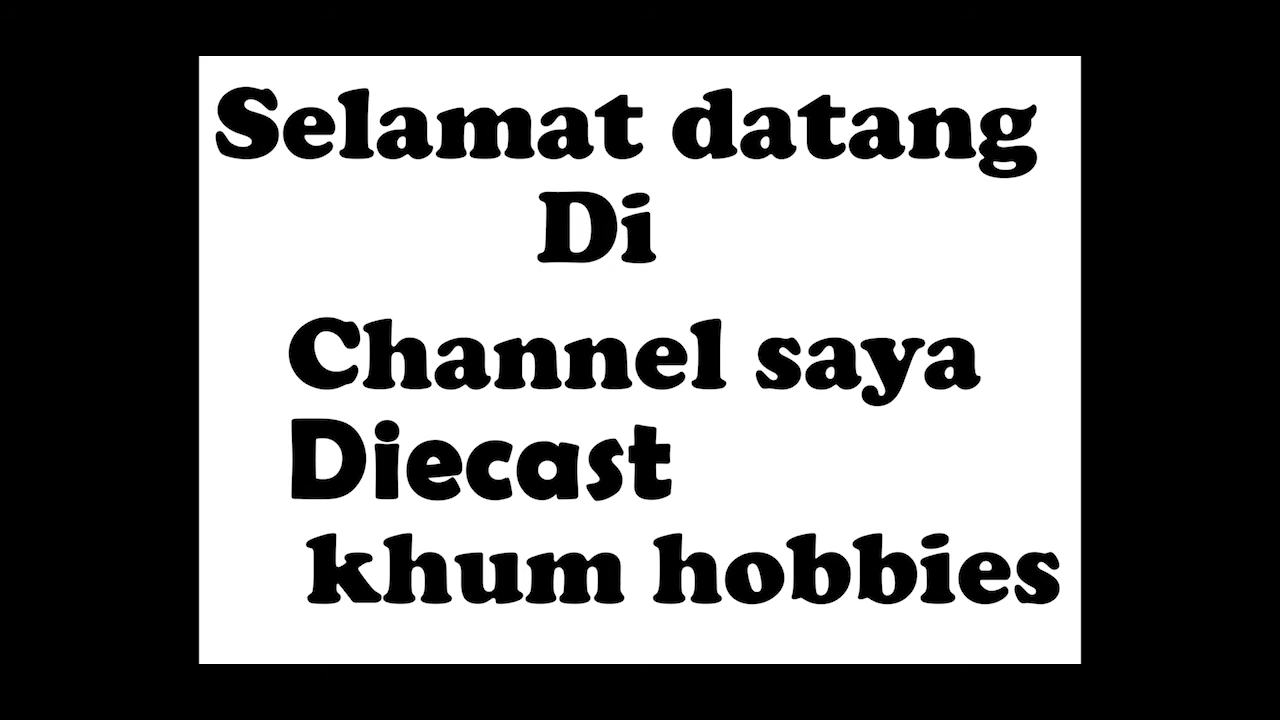 Selamat datang
Di
Channel saya
Diecast
khum hobbies